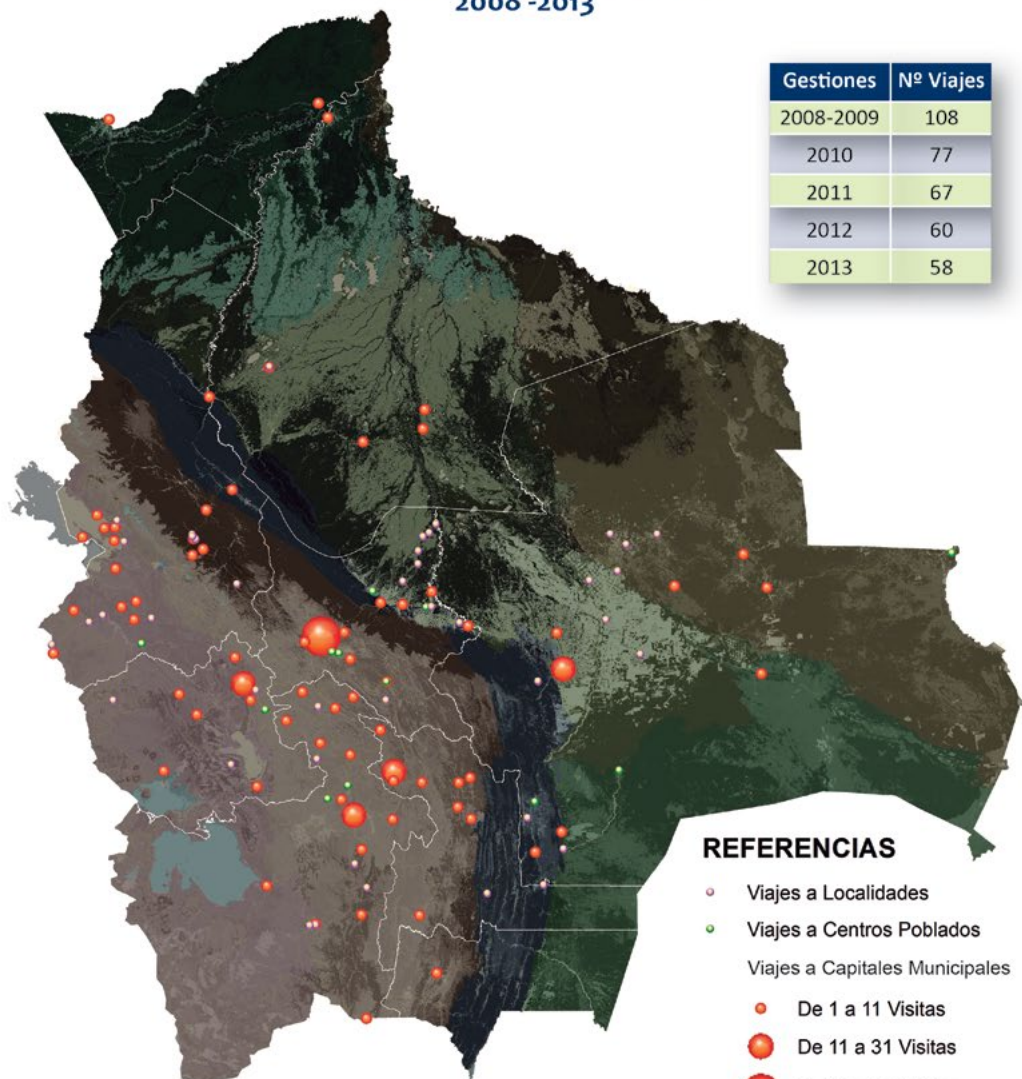 2008 -2013
Gestiones Nº Viajes
2008-2009 108
2010 77
2011 67
2012 60
2013 58
REFERENCIAS
Viajes a Localidades
Viajes a Centros Poblados
Viajes a Capitales Municipales
De 1 a 11 Visitas
De 11 a 31 Visitas